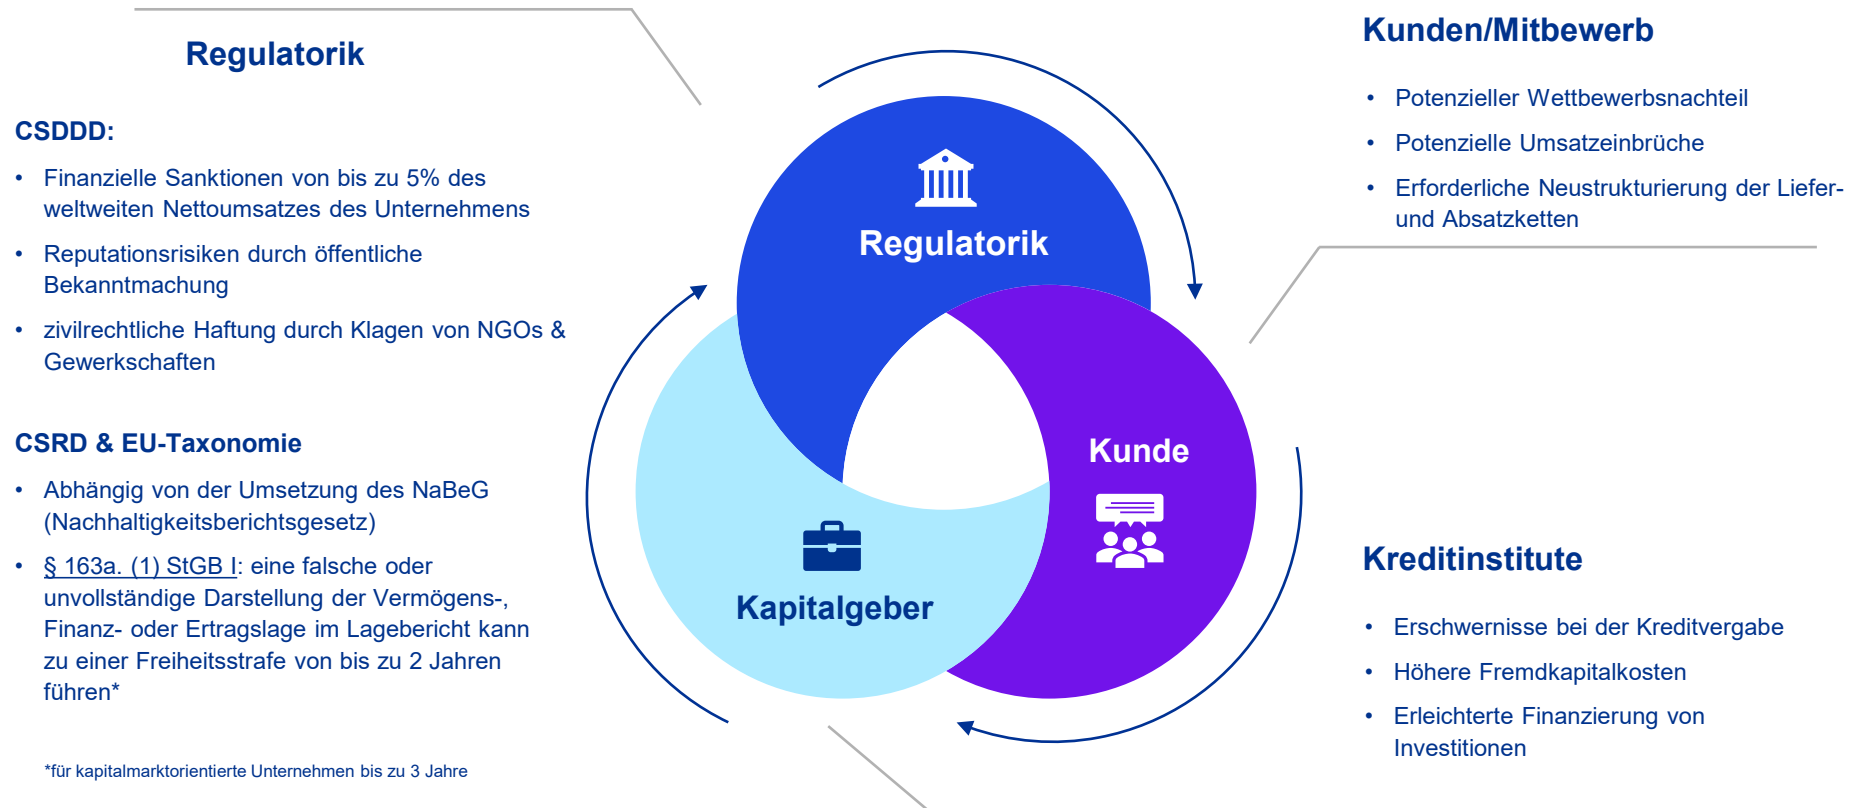 Regulatorik
CSDDD:
• Finanzielle Sanktionen von bis zu 5% des
weltweiten Nettoumsatzes des Unternehmens
• Reputationsrisiken durch öffentliche
Bekanntmachung
• zivilrechtliche Haftung durch Klagen von NGOs &
Gewerkschaften
CSRD & EU-Taxonomie
• Abhängig von der Umsetzung des NaBeG
(Nachhaltigkeitsberichtsgesetz)
• § 163a. (1) StGB I: eine falsche oder
unvollständige Darstellung der Vermögens-,
Finanz- oder Ertragslage im Lagebericht kann
zu einer Freiheitsstrafe von bis zu 2 Jahren
führen*
*für kapitalmarktorientierte Unternehmen bis zu 3 Jahre
Regulatorik
Kunde
Kapitalgeber
Kunden/Mitbewerb
• Potenzieller Wettbewerbsnachteil
• Potenzielle Umsatzeinbrüche
• Erforderliche Neustrukturierung der Liefer-
und Absatzketten
Kreditinstitute
• Erschwernisse bei der Kreditvergabe
• Höhere Fremdkapitalkosten
• Erleichterte Finanzierung von
Investitionen